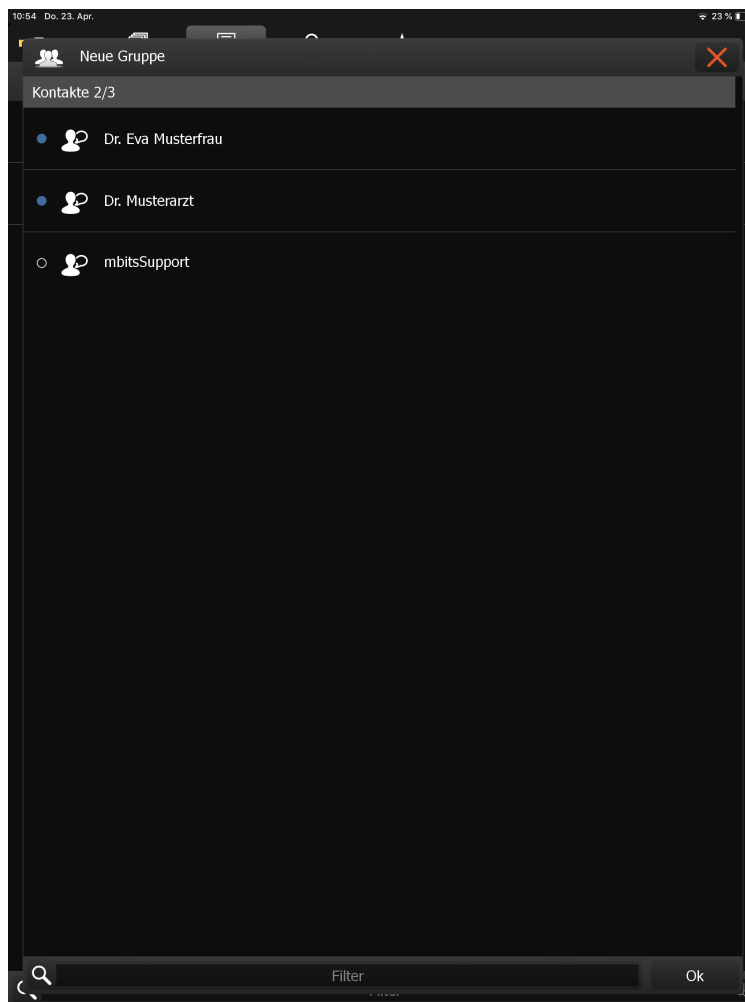 10:54 Do. 23. Apr.
23 %
Neue Gruppe
Kontakte 2/3
Dr. Eva Musterfrau
Dr. Musterarzt
mbitsSupport
Filter
Ok